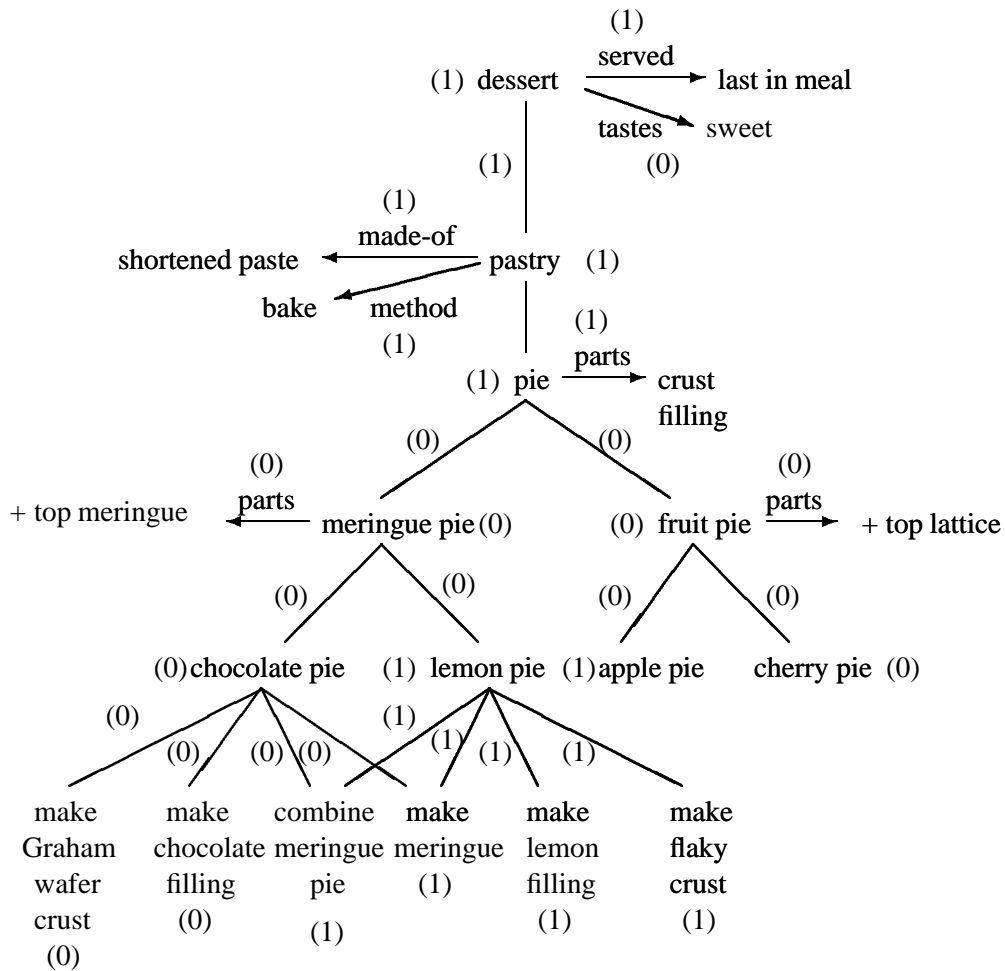 (1)
served
(1) dessert last in meal
tastes sweet
(1) (0)
(1)
made-of
shortened paste pastry (1)
bake method
(1) (1)
parts
(1) pie crust
filling
(0) (0)
(0) (0)
+ top meringue parts parts
meringue pie (0) (0) fruit pie + top lattice
(0) (0) (0) (0)
(0) chocolate pie (1) lemon pie (1) apple pie cherry pie (0)
(0) (1)
(0) (0) (0) (1) (1) (1)
make make combine make make make
Graham chocolate meringue meringue lemon flaky
wafer filling pie (1) filling crust
crust (0) (1) (1) (1)
(0)